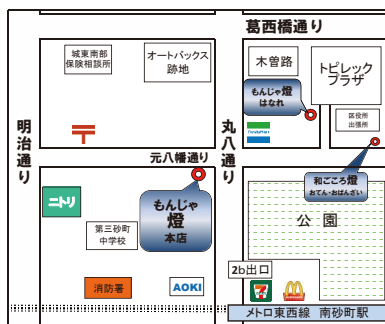 葛西橋通り
城東南部
保険相談所
オートバックス
跡地
木曽路
トピレック
プラザ
もんじゃ燈
はなれ
FamilyMart
区役所
出張所
明治通り
丸八通り
元八幡通り
和ごころ燈
おでん・おばんざい
ニトリ
もんじゃ
燈
本店
第三砂町
中学校
公園
2b出口
消防署
AOKI
メトロ東西線 南砂町駅